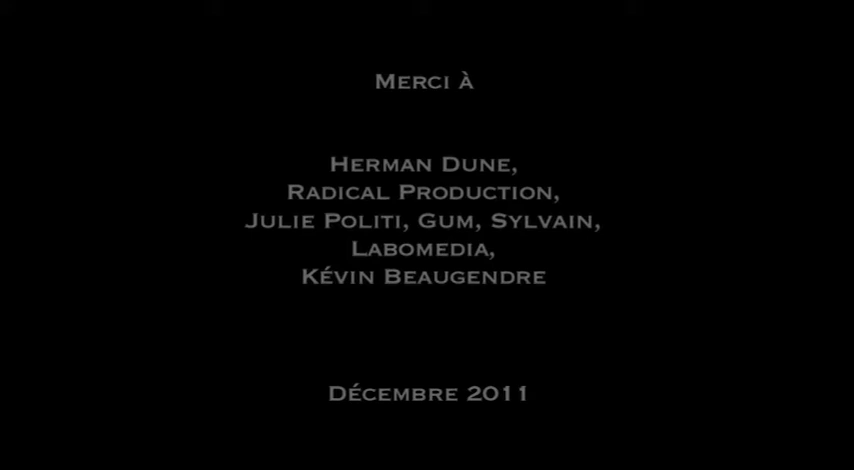 Merci à
Herman Dune,
Radical Production,
Julie Politi, Gum, Sylvain,
Labomedia,
Kévin Beaugendre
Décembre 2011